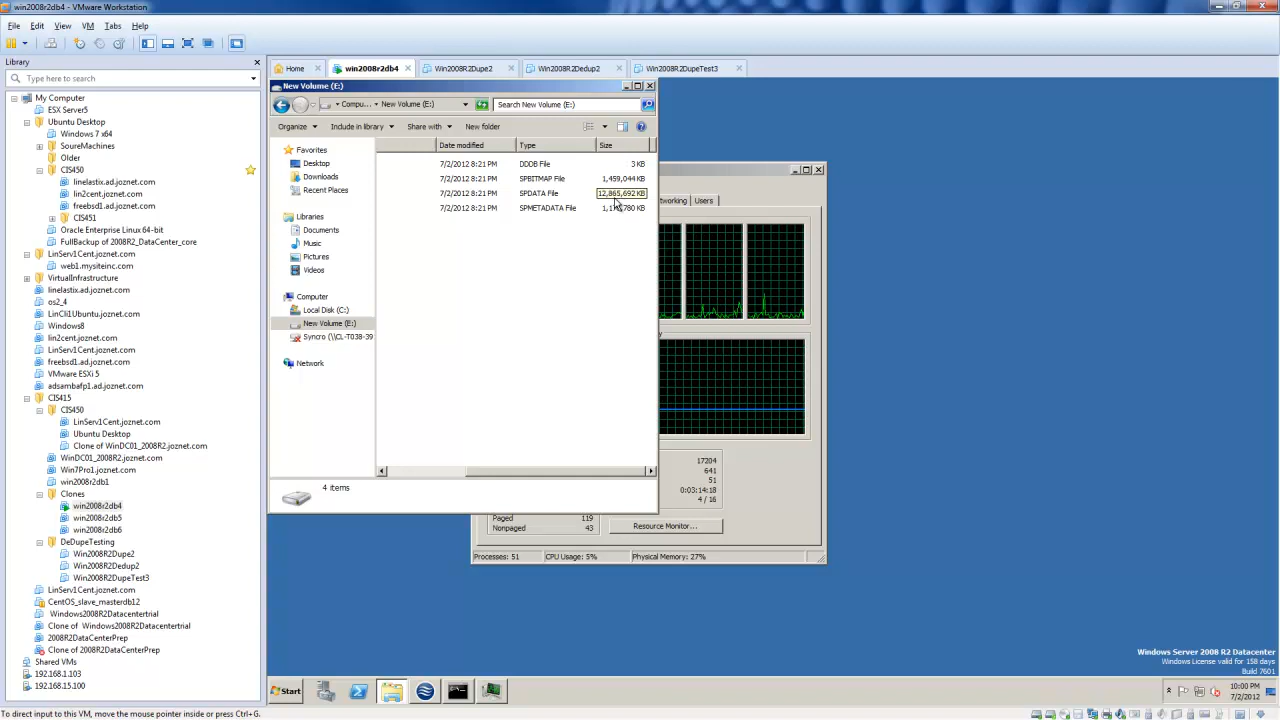 win2008r2db4 - VMware Workstation
File Edit View VM Tabs Help
Library
Type here to search
My Computer
ESX Server5
Ubuntu Desktop
Windows 7 x64
SoureMachines
Older
CIS450
linelastix.ad.joznet.com
lin2cent.joznet.com
freebsd1.ad.joznet.com
CIS451
Oracle Enterprise Linux 64-bit
FullBackup of 2008R2_DataCenter_core
LinServ1Cent.joznet.com
web1.mysiteinc.com
VirtualInfrastructure
linelastix.ad.joznet.com
os2_4
LinCli1Ubuntu.joznet.com
Windows8
lin2cent.joznet.com
LinServ1Cent.joznet.com
freebsd1.ad.joznet.com
VMware ESXi 5
adsambafp1.ad.joznet.com
CIS415
CIS450
LinServ1Cent.joznet.com
Ubuntu Desktop
Clone of WinDC01_2008R2.joznet.com
WinDC01_2008R2.joznet.com
Win7Pro1.joznet.com
win2008r2db1
Clones
win2008r2db4
win2008r2db5
win2008r2db6
DeDupeTesting
Windows2008R2Dupe2
Win2008R2Dedup2
Win2008R2DupeTest3
LinServ1Cent.joznet.com
CentOS_slave_masterdb12
Windows2008R2Datacentertrial
Clone of Windows2008R2Datacentertrial
2008R2DataCenterPrep
Clone of 2008R2DataCenterPrep
Shared VMs
192.168.1.103
192.168.15.100
Home win2008r2db4 Win2008R2Dupe2 Win2008R2Dedup2 Win2008R2DupeTest3
New Volume (E:)
Compu... New Volume (E:) Search New Volume (E:)
Organize Include in library Share with New folder
Favorites
Desktop
Downloads
Recent Places
Libraries
Documents
Music
Pictures
Videos
Computer
Local Disk (C:)
New Volume (E:)
Syncro (\\CL-T038-39
Network
Date modified Type Size
7/2/2012 8:21 PM DDDB File 3 KB
7/2/2012 8:21 PM SPBITMAP File 1,459,044 KB
7/2/2012 8:21 PM SPDATA File 12,865,692 KB
7/2/2012 8:21 PM SPMETADATA File
4 items
tworking Users
17204
641
51
0:03:14:18
4 / 16
Paged 119
Nonpaged 43
Resource Monitor...
Processes: 51 CPU Usage: 5% Physical Memory: 27%
Windows Server 2008 R2 Datacenter
Windows License valid for 158 days
Build 7601
Start
10:00 PM
7/2/2012
To direct input to this VM, move the mouse pointer inside or press Ctrl+G.